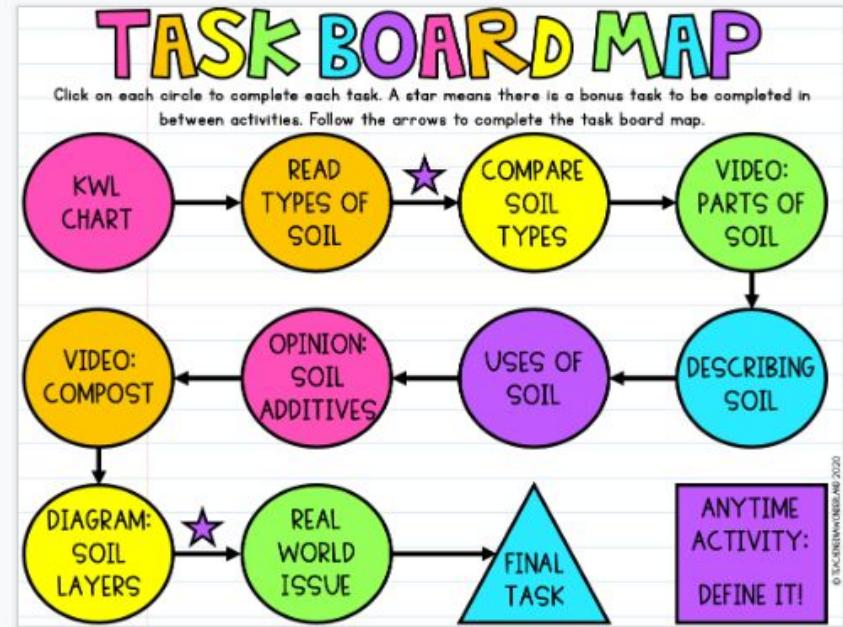 TASK BOARD MAP
Click on each circle to complete each task. A star means there is a bonus task to be completed in
between activities. Follow the arrows to complete the task board map.
KWL
CHART
READ
TYPES OF
SOIL
COMPARE
SOIL
TYPES
VIDEO:
PARTS OF
SOIL
DESCRIBING
SOIL
USES OF
SOIL
OPINION:
SOIL
ADDITIVES
VIDEO:
COMPOST
DIAGRAM:
SOIL
LAYERS
REAL
WORLD
ISSUE
FINAL
TASK
ANYTIME
ACTIVITY:
DEFINE IT!